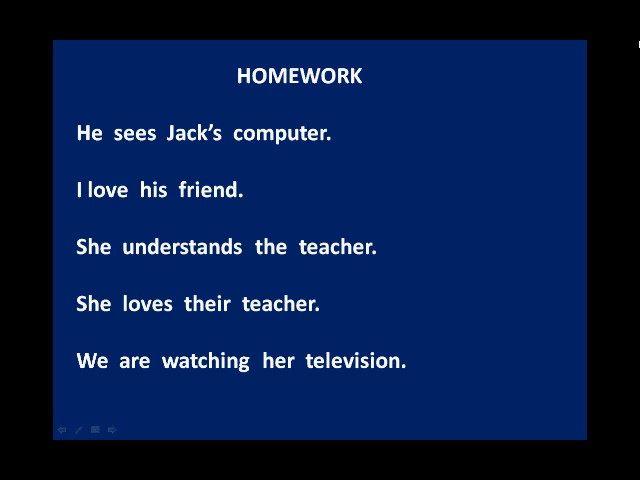 HOMEWORK
He sees Jack's computer.
I love his friend.
She understands the teacher.
She loves their teacher.
We are watching her television.